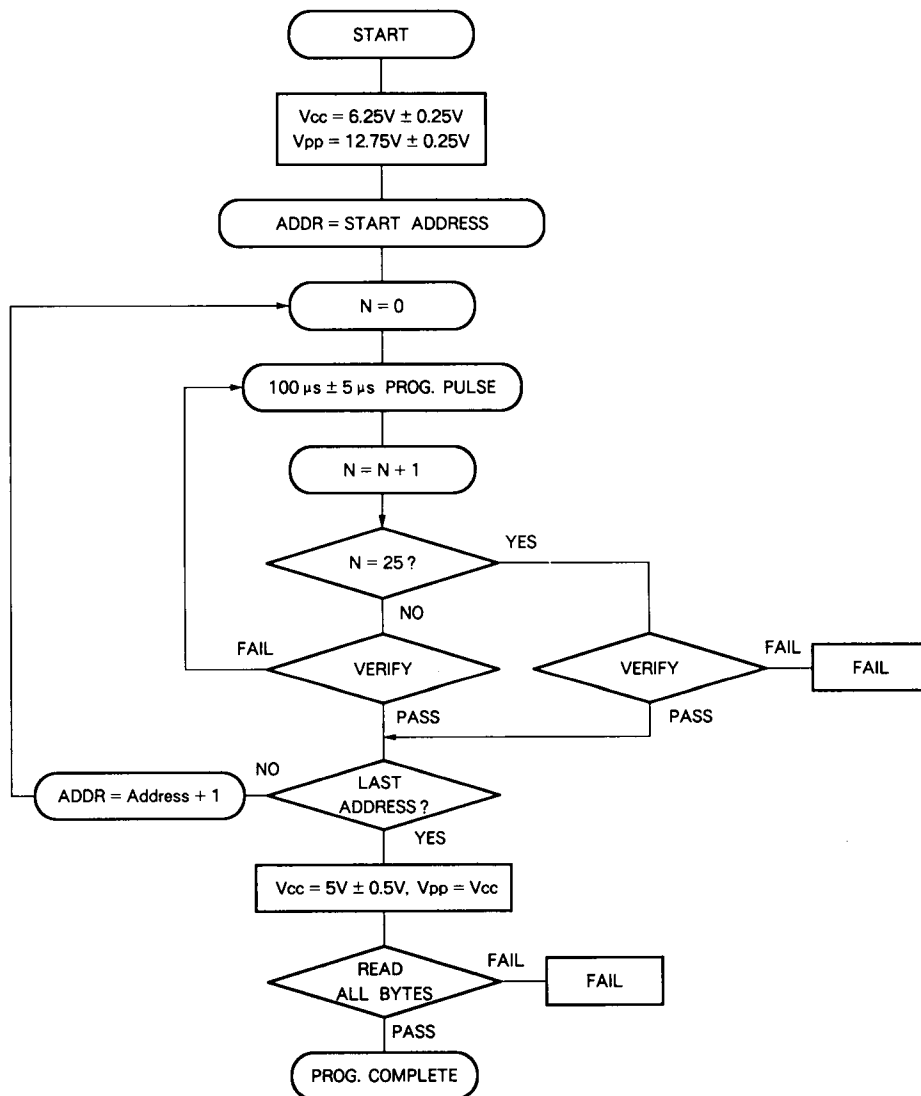 START
Vcc = 6.25V ± 0.25V
Vpp = 12.75V ± 0.25V
ADDR = START ADDRESS
N = 0
100 μs ± 5 μs PROG. PULSE
N = N + 1
N = 25?
YES
NO
FAIL
VERIFY
VERIFY
FAIL
FAIL
PASS
PASS
NO
LAST
ADDRESS?
ADDR = Address + 1
YES
Vcc = 5V ± 0.5V, Vpp = Vcc
READ
ALL BYTES
FAIL
FAIL
PASS
PROG. COMPLETE